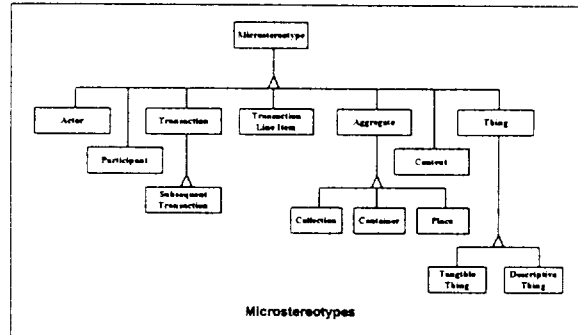 Microstereotype
Actor
Transaction
Transaction
Line Item
Aggregate
Thing
Participant
Content
Subsequent
Transaction
Collection
Container
Place
Tangible
Thing
Descriptive
Thing
Microstereotypes